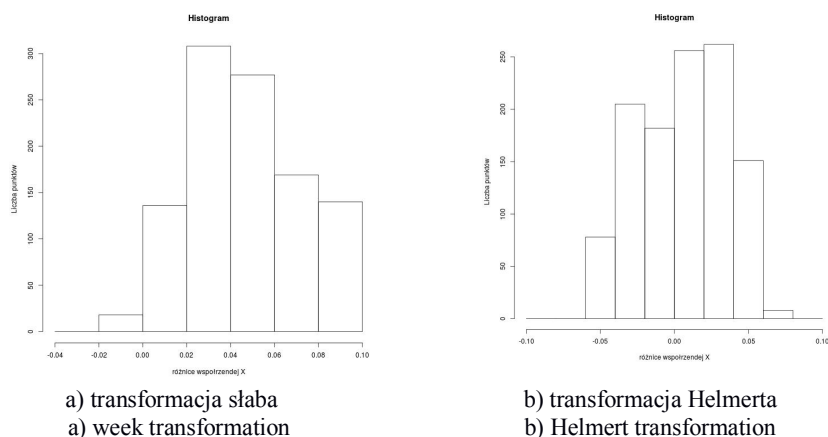 Histogram
Liczba punktów
300
250
200
150
100
50
0
-0.04 -0.02 0.00 0.02 0.04 0.06 0.08 0.10
różnice wspołrzendej X
a) transformacja słaba
a) week transformation
Histogram
Liczba punktów
250
200
150
100
50
0
-0.10 -0.05 0.00 0.05 0.10
różnice wspołrzendej X
b) transformacja Helmerta
b) Helmert transformation